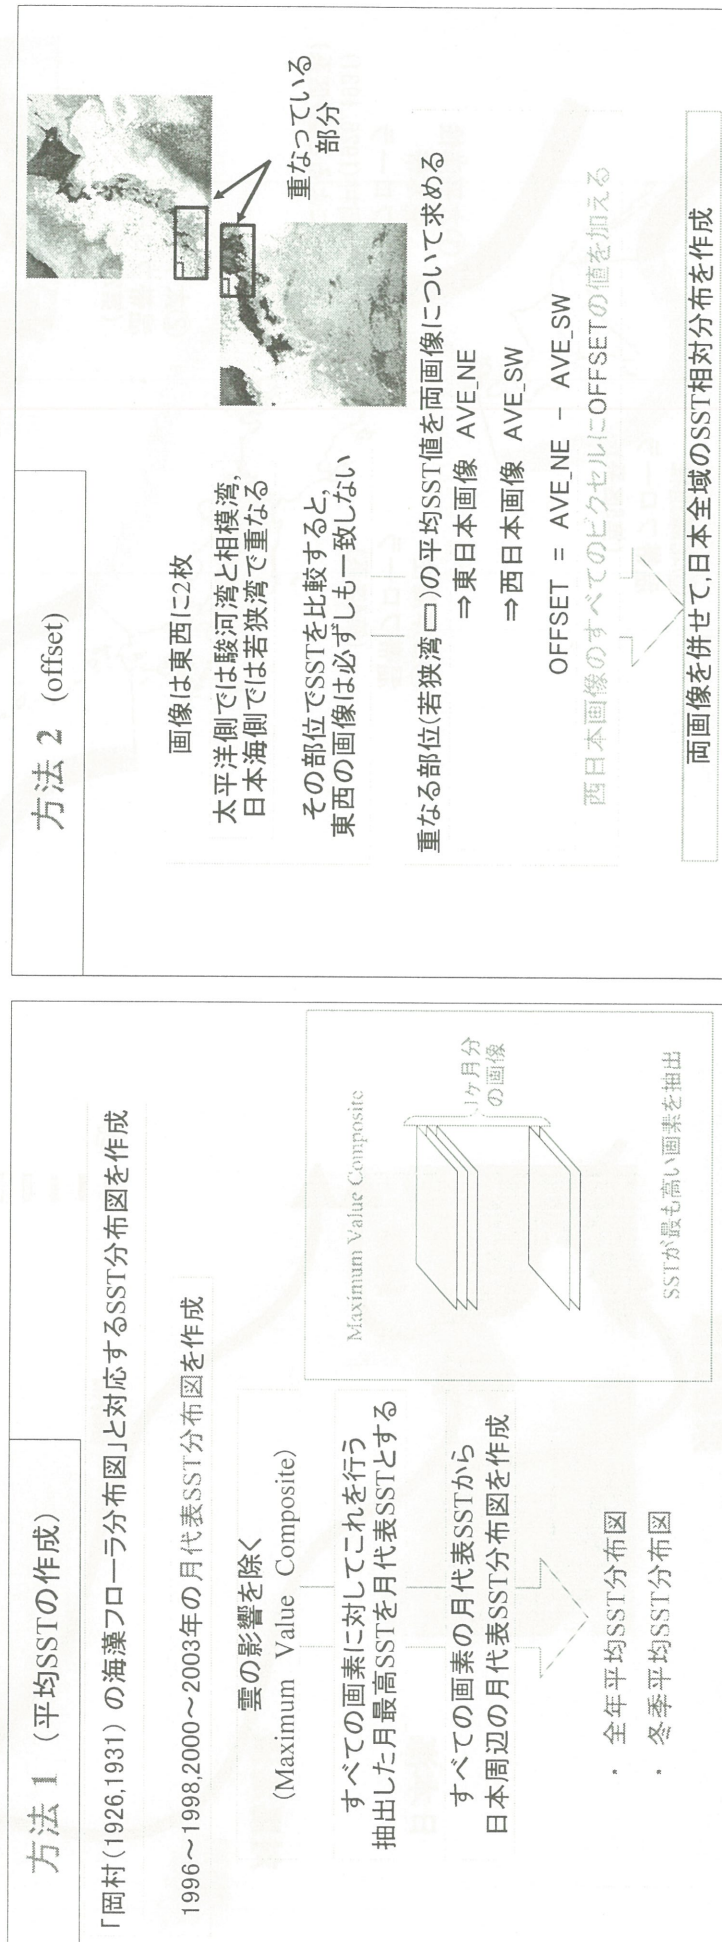 方法 1 (平均SSTの作成)
「岡村(1926,1931) の海藻フローラ分布図」と対応するSST分布図を作成
1996～1998,2000～2003年の月代表SST分布図を作成
雲の影響を除く
(Maximum Value Composite)
すべての画素に対してこれを行う
抽出した月最高SSTを月代表SSTとする
すべての画素の月代表SSTから
日本周辺の月代表SST分布図を作成
・ 全年平均SST分布図
・ 冬季平均SST分布図
Maximum Value Composite
1ヶ月分
の画像
SSTが最も高い画素を抽出
方法 2 (offset)
画像は東西に2枚
太平洋側では駿河湾と相模湾,
日本海側では若狭湾で重なる
その部位でSSTを比較すると,
東西の画像は必ずしも一致しない
重なっている
部分
重なる部位(若狭湾▭)の平均SST値を両画像について求める
⇒東日本画像 AVE_NE
⇒西日本画像 AVE_SW
OFFSET = AVE_NE － AVE_SW
西日本画像のすべてのピクセルにOFFSETの値を加える
両画像を併せて,日本全域のSST相対分布を作成